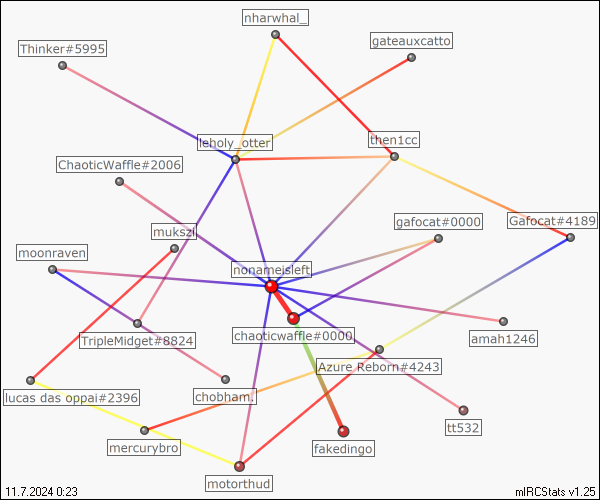 nharwhal_
gateauxcatto
Thinker#5995
leholy_otter
then1cc
ChaoticWaffle#2006
gafocat#0000
Gafocat#4189
mukszi
moonraven
nonameisleft
chaoticwaffle#0000
TripleMidget#8824
amah1246
Azure Reborn#4243
lucas das oppai#2396
chobham.
tt532
mercurybro
fakedingo
motorthud
11.7.2024 0:23
mIRCStats v1.25